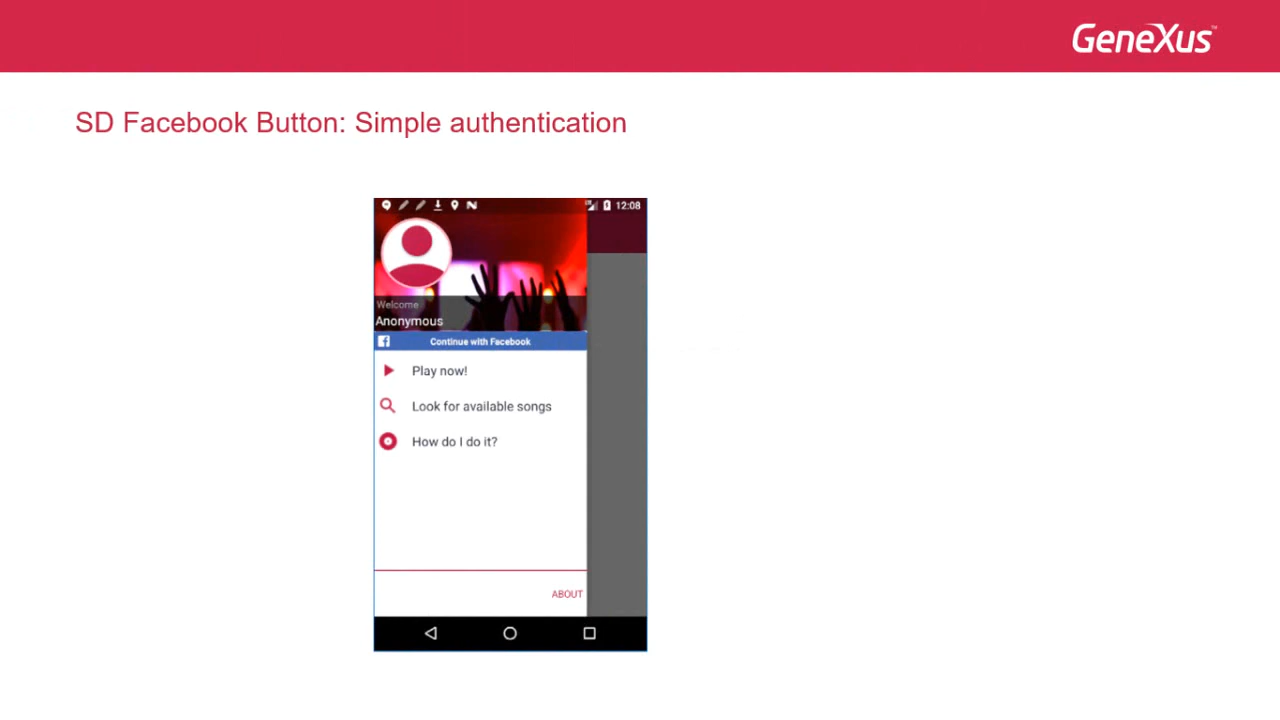 GeneXus™
SD Facebook Button: Simple authentication
12:08
Welcome
Anonymous
Continue with Facebook
Play now!
Look for available songs
How do I do it?
ABOUT